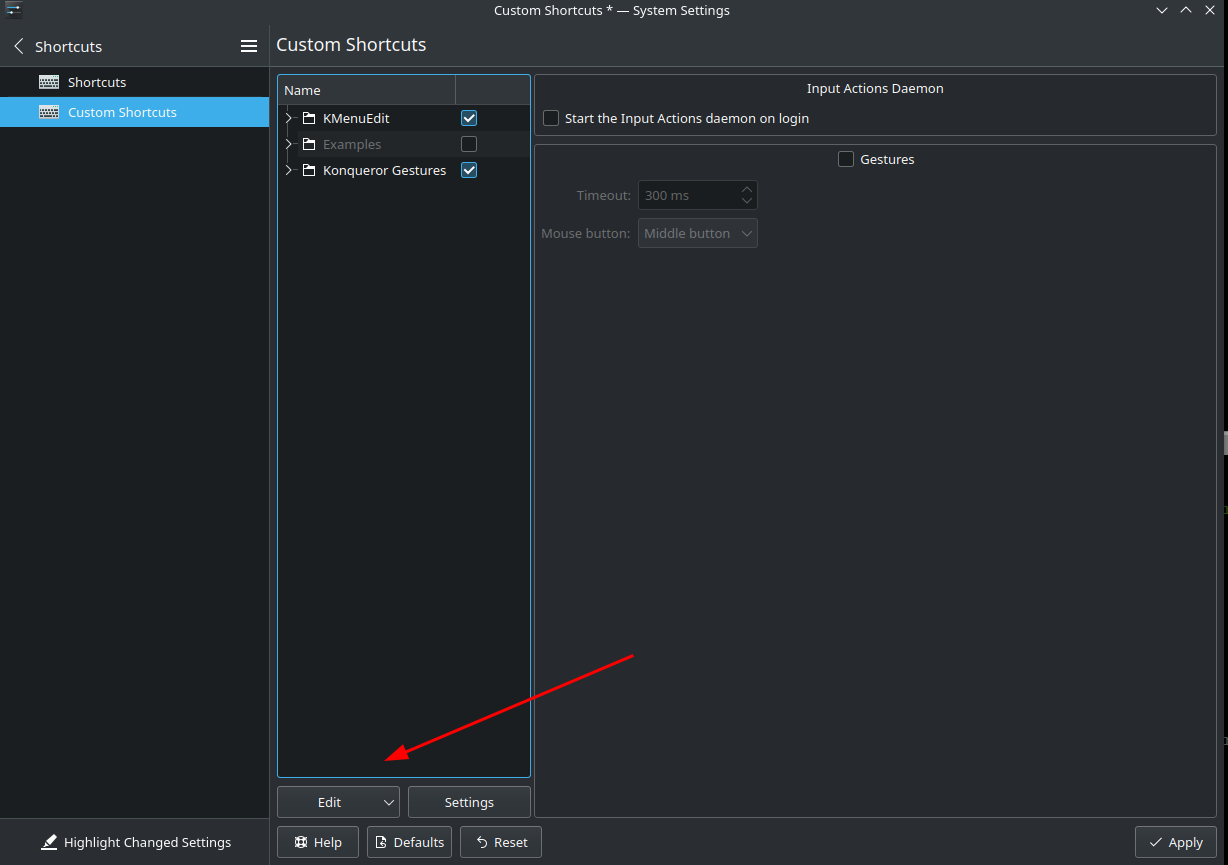 Custom Shortcuts * — System Settings
Shortcuts
Custom Shortcuts
Shortcuts
Custom Shortcuts
Name
KMenuEdit
Examples
Konqueror Gestures
Input Actions Daemon
Start the Input Actions daemon on login
Gestures
Timeout: 300 ms
Mouse button: Middle button
Edit Settings
Highlight Changed Settings
Help Defaults Reset Apply